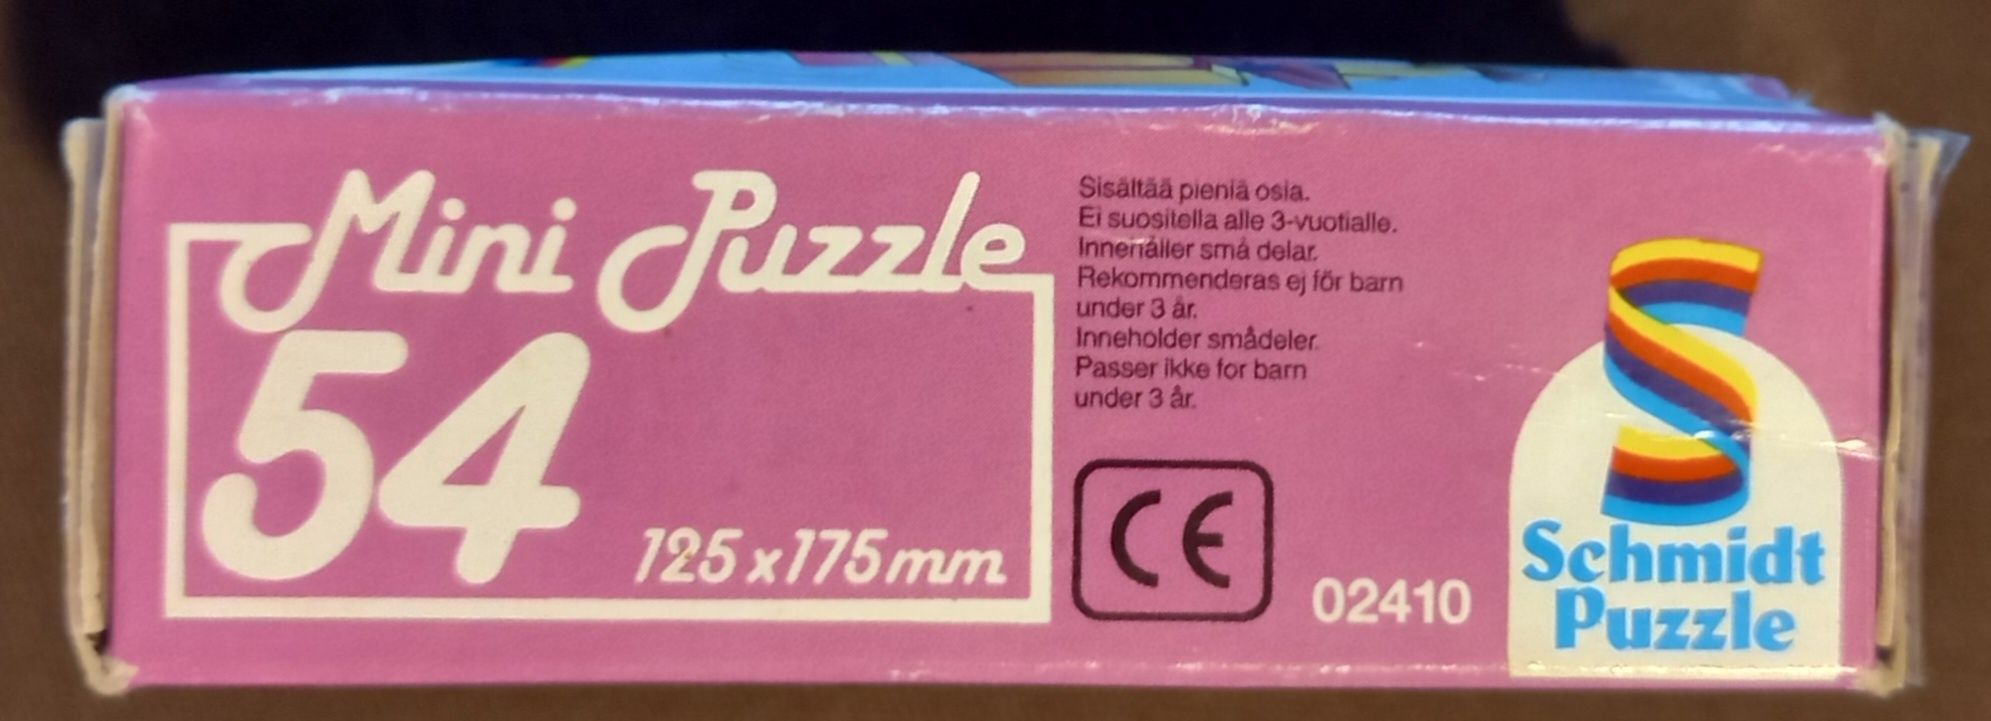 Mini Puzzle
54
125 x 175 mm
Sisältää pieniä osia.
Ei suositella alle 3-vuotialle.
Innehåller små delar.
Rekommenderas ej för barn
under 3 år.
Inneholder smådeler.
Passer ikke for barn
under 3 år.
CE
02410
Schmidt
Puzzle